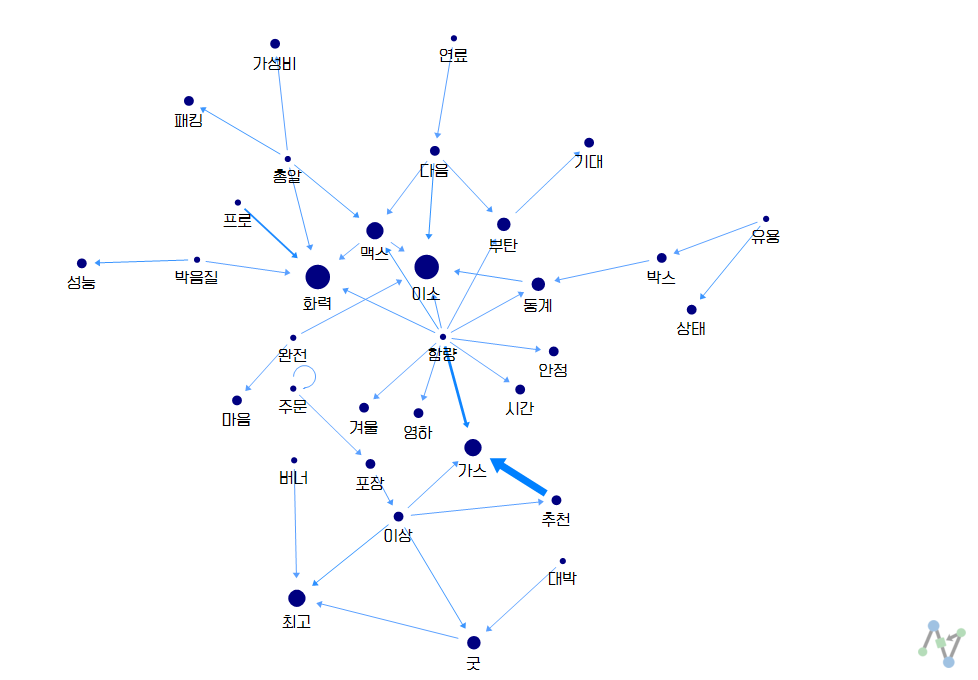 가성비
연료
패킹
기대
총알
다음
프로
유용
맥스
부탄
성능
박음질
박스
화력
이소
동계
상태
완전
함량
안정
주문
시간
마음
겨울
영하
가스
버너
포장
추천
이상
대박
최고
굿